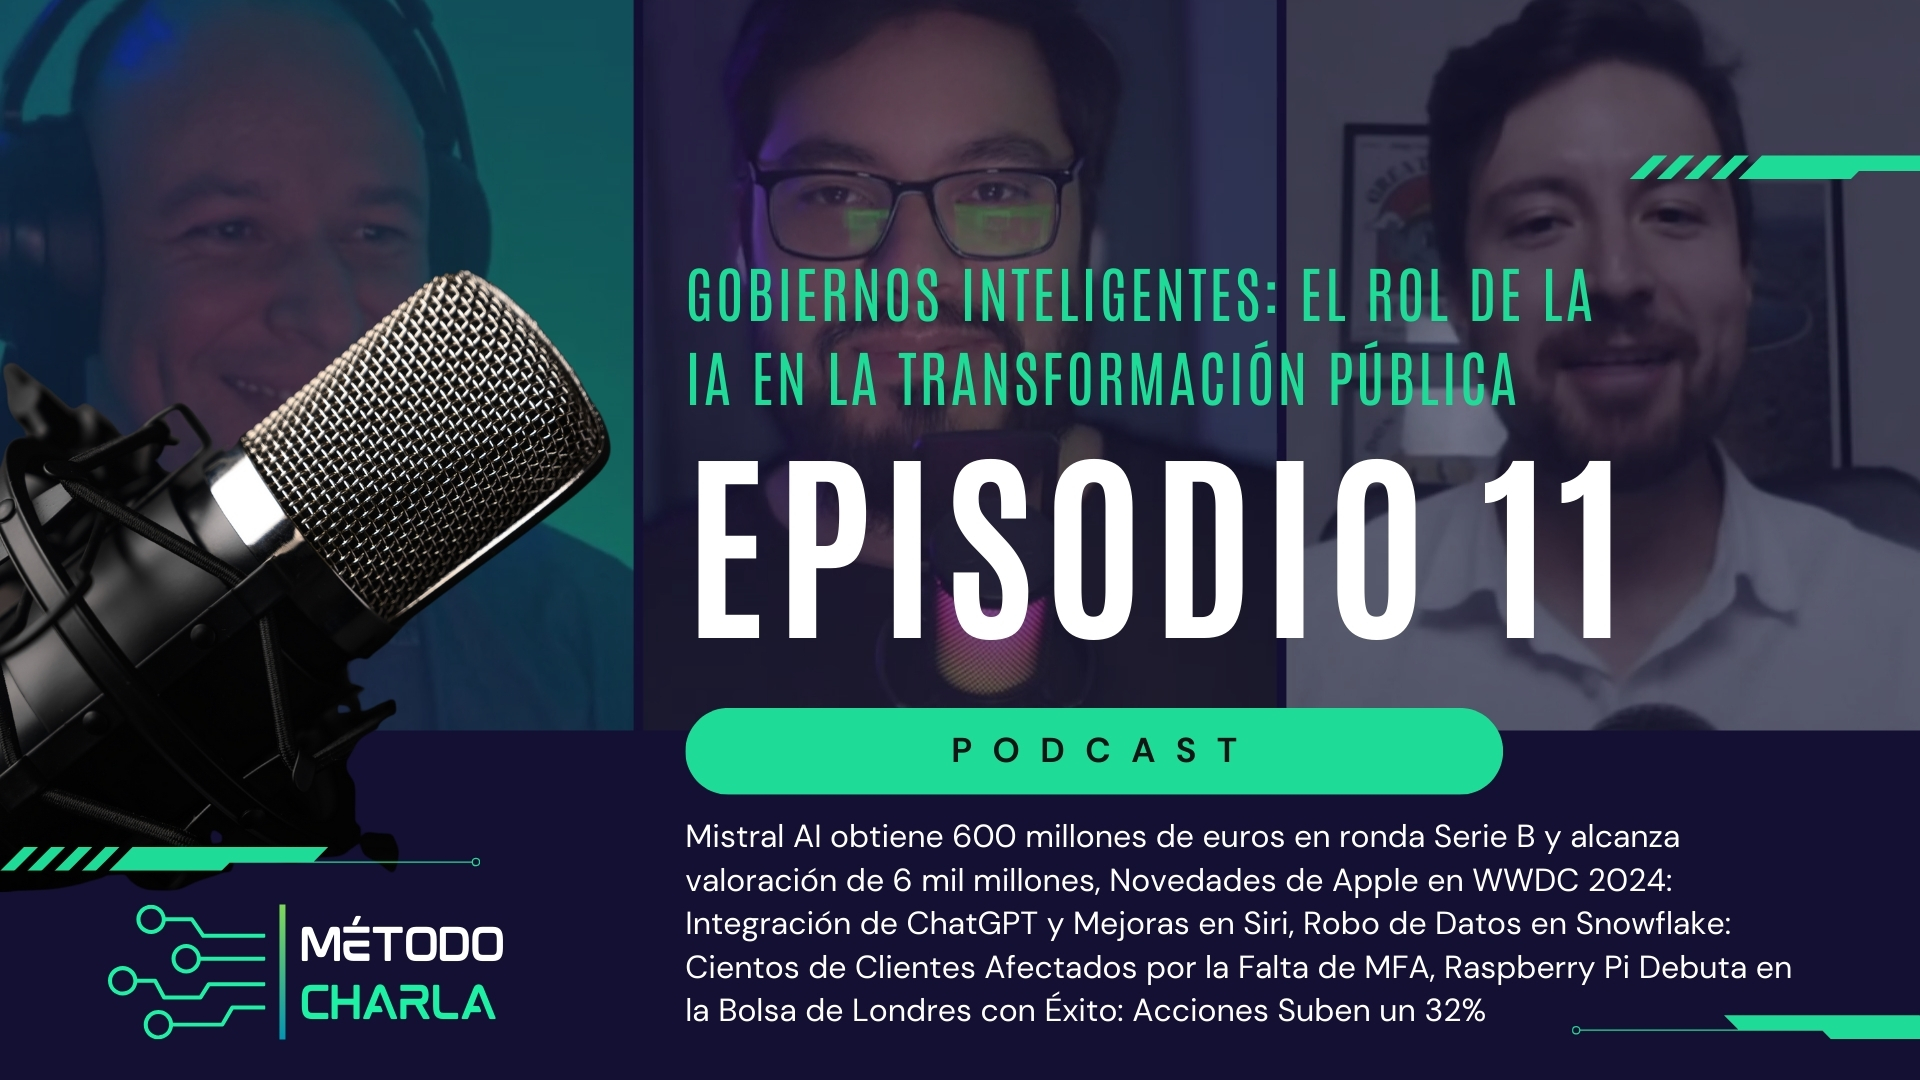 GOBIERNOS INTELIGENTES: EL ROL DE LA
IA EN LA TRANSFORMACIÓN PÚBLICA
EPISODIO 11
PODCAST
Mistral AI obtiene 600 millones de euros en ronda Serie B y alcanza
valoración de 6 mil millones, Novedades de Apple en WWDC 2024:
Integración de ChatGPT y Mejoras en Siri, Robo de Datos en Snowflake:
Cientos de Clientes Afectados por la Falta de MFA, Raspberry Pi Debuta en
la Bolsa de Londres con Éxito: Acciones Suben un 32%
MÉTODO
CHARLA